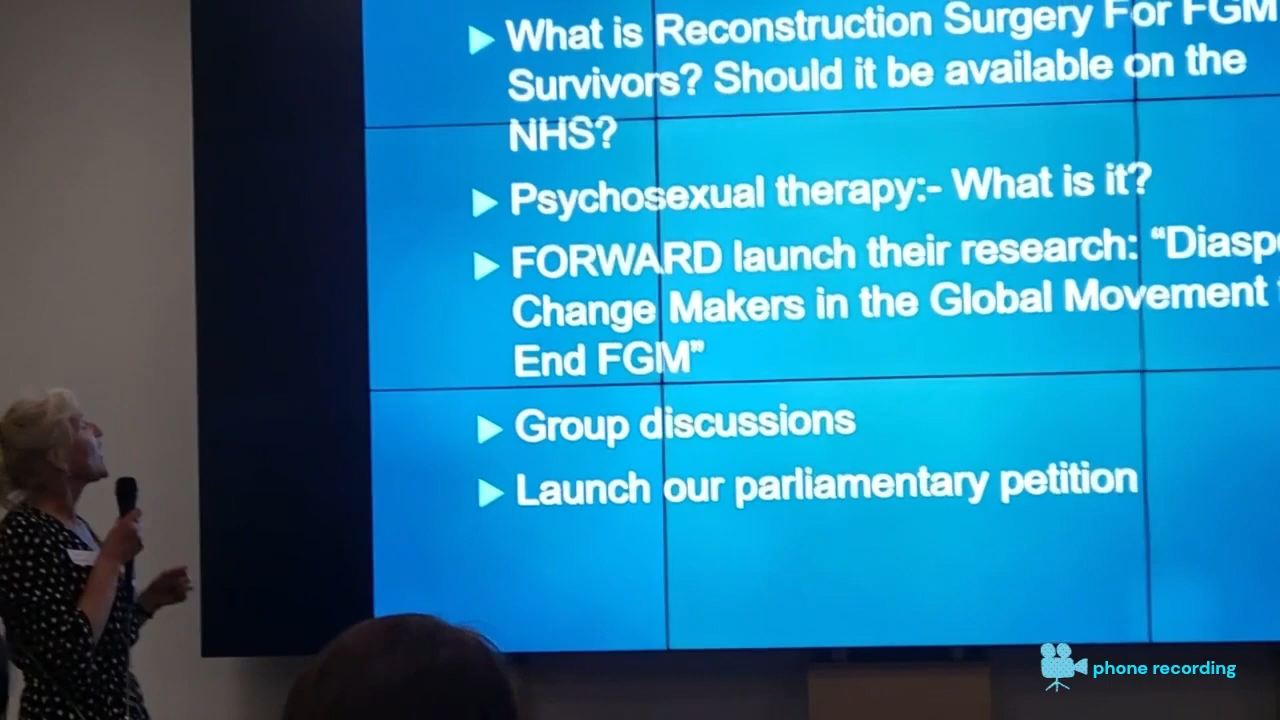 What is Reconstruction Surgery For FGM
Survivors? Should it be available on the
NHS?
Psychosexual therapy:- What is it?
FORWARD launch their research: “Diasp
Change Makers in the Global Movement
End FGM”
Group discussions
Launch our parliamentary petition
phone recording